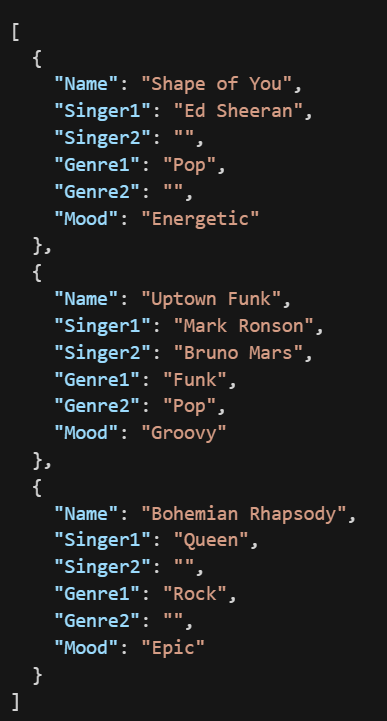 [
  {
    "Name": "Shape of You",
    "Singer1": "Ed Sheeran",
    "Singer2": "",
    "Genre1": "Pop",
    "Genre2": "",
    "Mood": "Energetic"
  },
  {
    "Name": "Uptown Funk",
    "Singer1": "Mark Ronson",
    "Singer2": "Bruno Mars",
    "Genre1": "Funk",
    "Genre2": "Pop",
    "Mood": "Groovy"
  },
  {
    "Name": "Bohemian Rhapsody",
    "Singer1": "Queen",
    "Singer2": "",
    "Genre1": "Rock",
    "Genre2": "",
    "Mood": "Epic"
  }
]